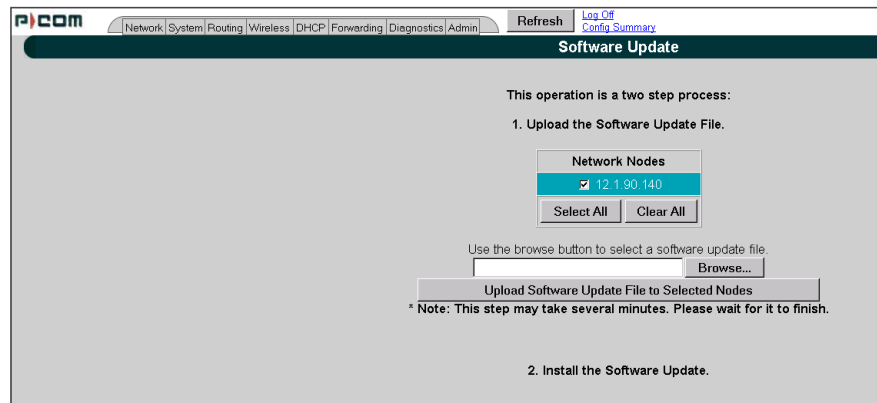 P)COM
Network System Routing Wireless DHCP Forwarding Diagnostics Admin
Refresh
Log Off
Config Summary
Software Update
This operation is a two step process:
1. Upload the Software Update File.
Network Nodes
12.1.90.140
Select All Clear All
Use the browse button to select a software update file.
Browse...
Upload Software Update File to Selected Nodes
* Note: This step may take several minutes. Please wait for it to finish.
2. Install the Software Update.